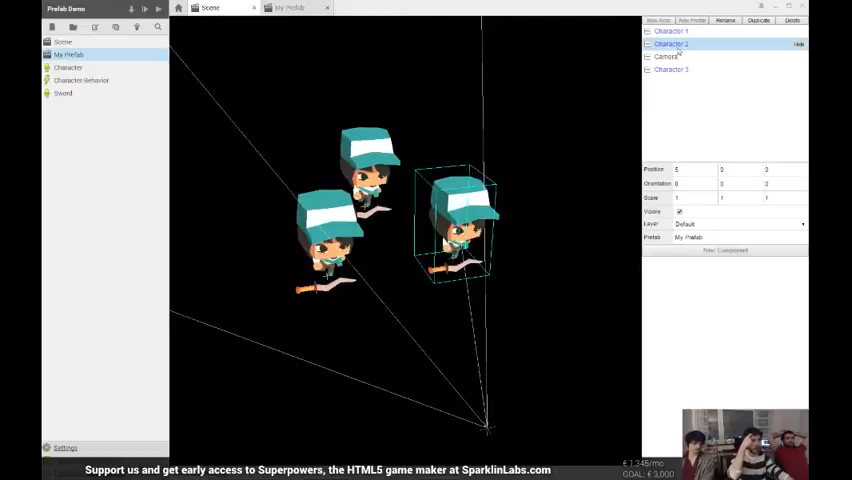 Prefab Demo
Scene
My Prefab
New Actor
New Prefab
Rename
Duplicate
Delete
Scene
My Prefab
Character
Character Behavior
Sword
Character 1
Character 2
Hide
Camera
Character 3
Position 5 0 0
Orientation 0 0 0
Scale 1 1 1
Visible
Layer Default
Prefab My Prefab
New Component
Settings
€ 1,345/mo
GOAL: € 3,000
Support us and get early access to Superpowers, the HTML5 game maker at SparklinLabs.com